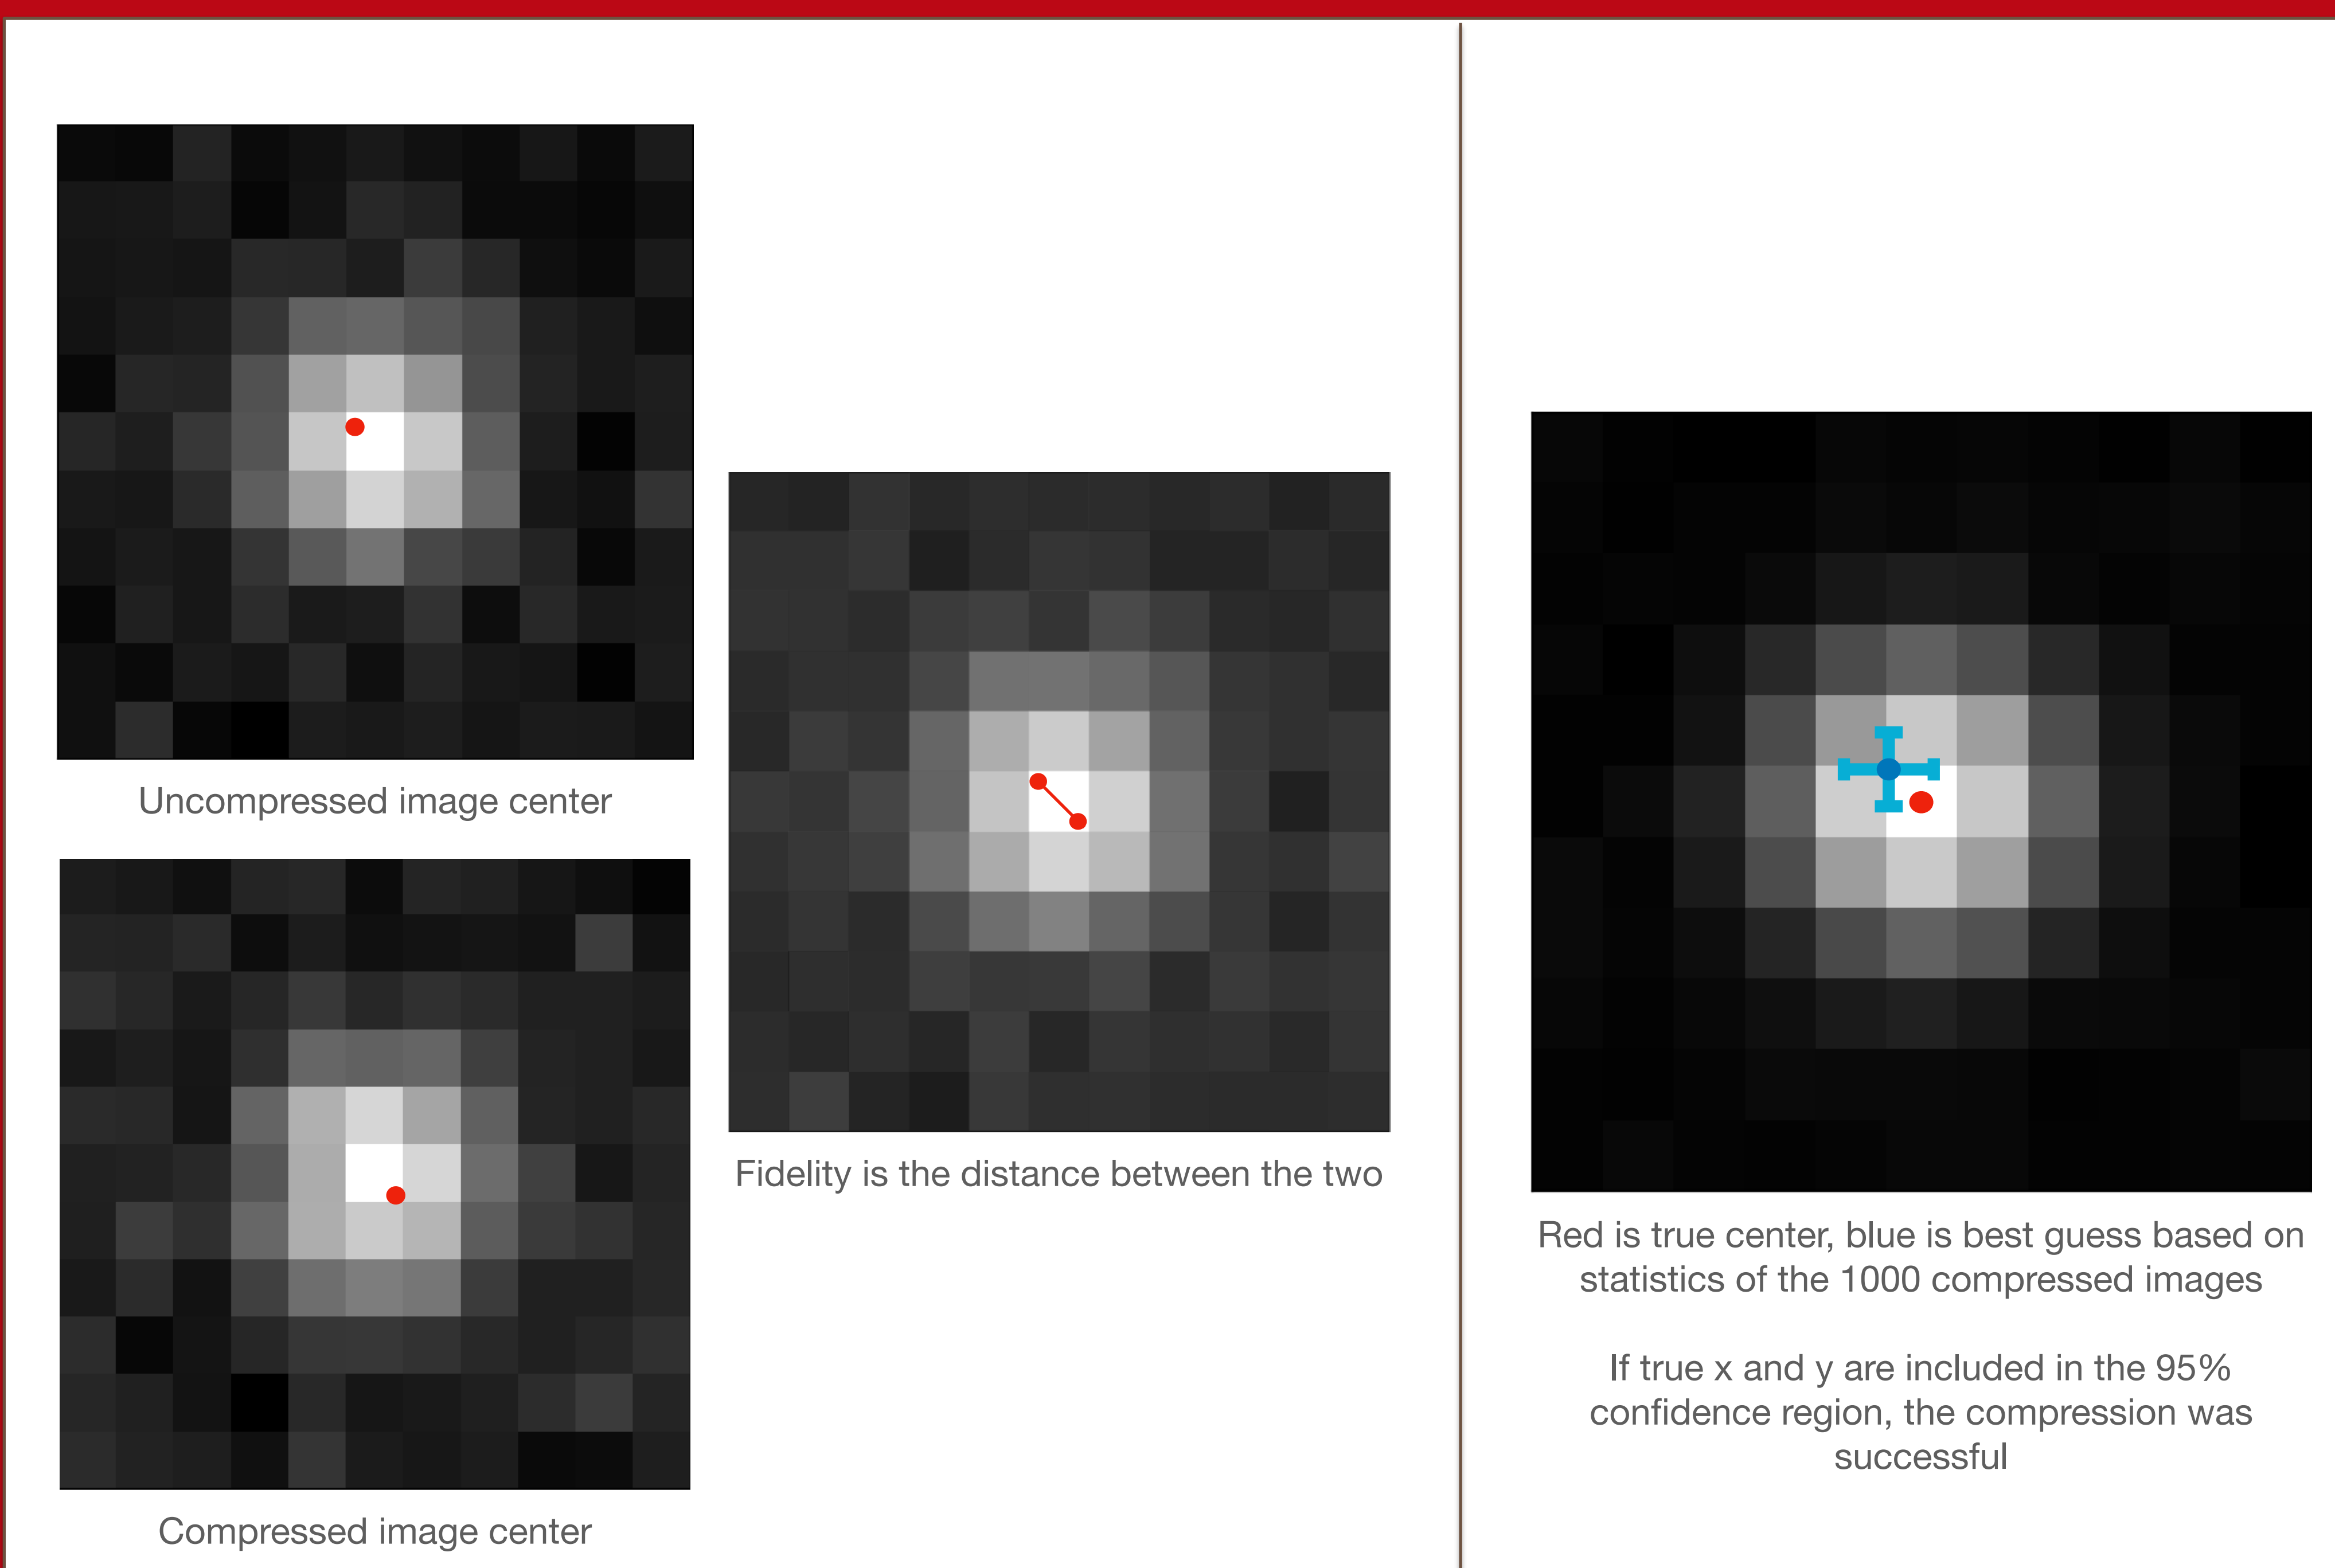 Uncompressed image center
Compressed image center
Fidelity is the distance between the two
Red is true center, blue is best guess based on
statistics of the 1000 compressed images
If true x and y are included in the 95%
confidence region, the compression was
successful